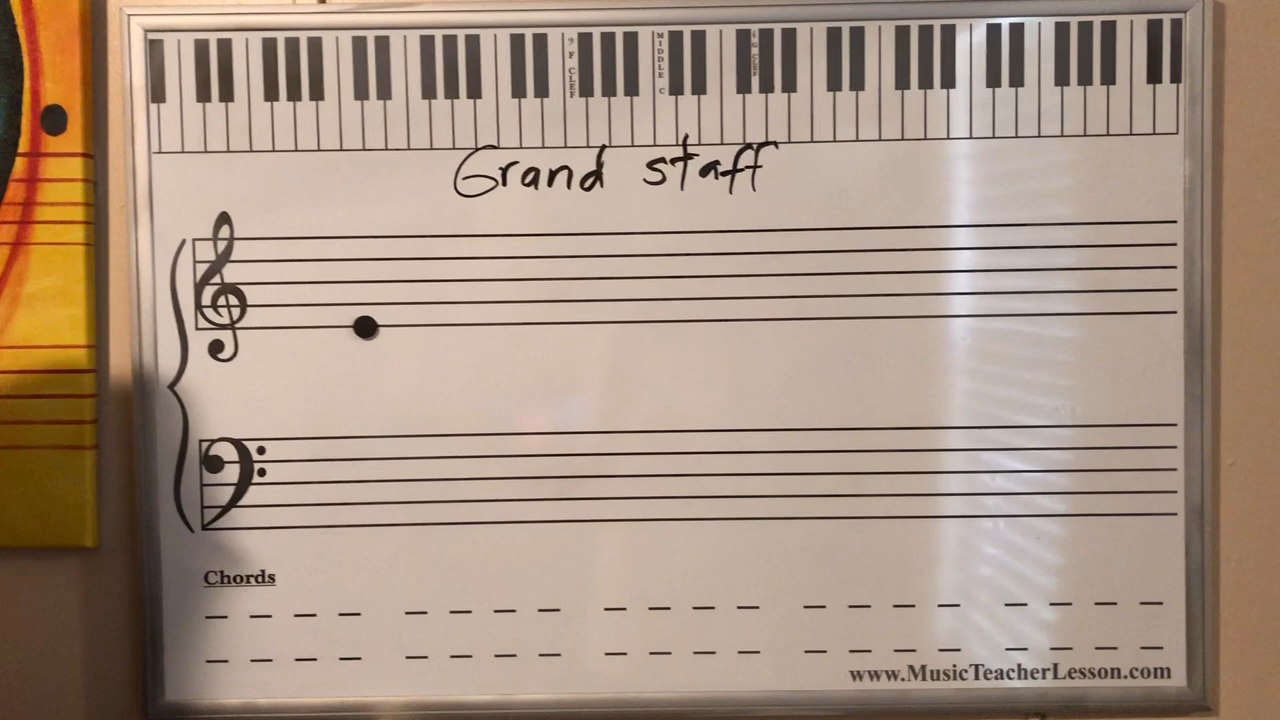 F CLEF
MIDDLE C
G CLEF
Grand staff
Chords
www.MusicTeacherLesson.com